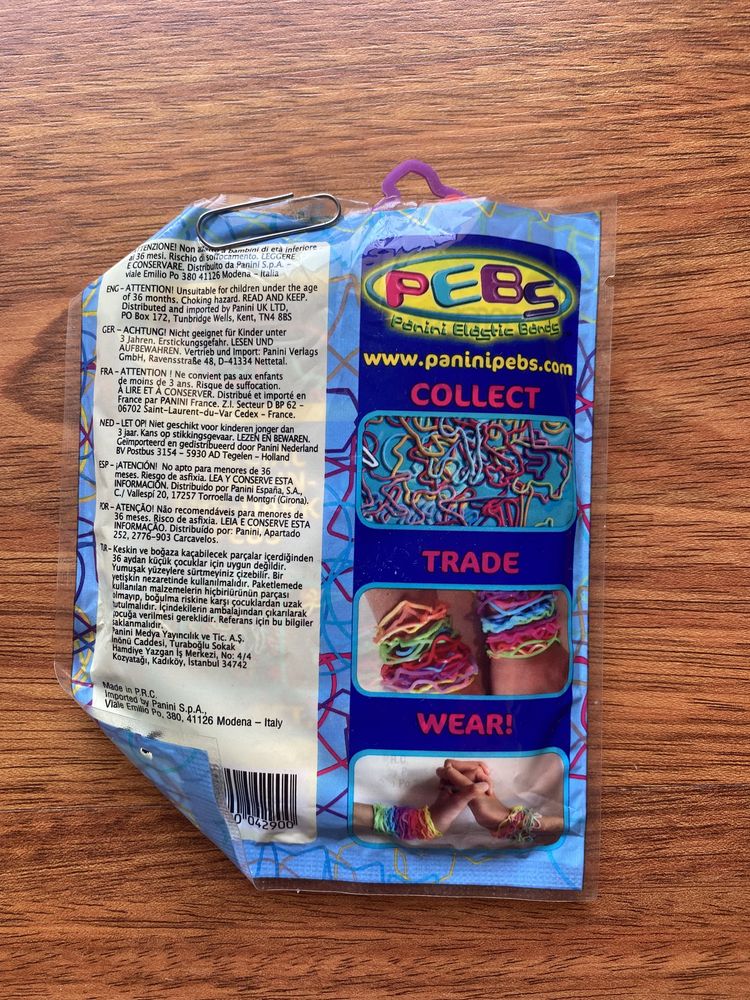 TENZIONE! Non a bambini di età inferiore
ai 36 mesi. Rischio di soffocamento. LEGGERE
E CONSERVARE. Distribuito da Panini S.p.A. –
viale Emilio Po 380 41126 Modena – Italia
ENG – ATTENTION! Unsuitable for children under the age
of 36 months. Choking hazard. READ AND KEEP.
Distributed and imported by Panini UK LTD,
PO Box 172, Tunbridge Wells, Kent, TN4 8BS
GER – ACHTUNG! Nicht geeignet für Kinder unter
3 Jahren. Erstickungsgefahr. LESEN UND
AUFBEWAHREN. Vertrieb und Import: Panini Verlags
GmbH, Ravensstraße 48, D-41334 Nettetal.
FRA – ATTENTION ! Ne convient pas aux enfants
de moins de 3 ans. Risque de suffocation.
À LIRE ET À CONSERVER. Distribué et importé en
France par PANINI France. Z.I. Secteur D BP 62 –
06702 Saint-Laurent-du-Var Cedex – France.
NED – LET OP! Niet geschikt voor kinderen jonger dan
3 jaar. Kans op stikkingsgevaar. LEZEN EN BEWAREN.
Geïmporteerd en gedistribueerd door Panini Nederland
BV Postbus 3154 – 5930 AD Tegelen – Holland
ESP – ¡ATENCIÓN! No apto para menores de 36
meses. Riesgo de asfixia. LEA Y CONSERVE ESTA
INFORMACIÓN. Distribuido por Panini España, S.A.,
C./ Vallespí 20, 17257 Torroella de Montgrí (Girona).
POR – ATENÇÃO! Não recomendáveis para menores de
36 meses. Risco de asfixia. LEIA E CONSERVE ESTA
INFORMAÇÃO. Distribuído por: Panini, Apartado
252, 2776–903 Carcavelos.
TR – Keskin ve boğaza kaçabilecek parçalar içerdiğinden
36 aydan küçük çocuklar için uygun değildir.
Yumuşak yüzeylere sürtmeyiniz çizebilir. Bir
yetişkin nezaretinde kullanılmalıdır. Paketlemede
kullanılan malzemelerin hiçbiriürünün parçası
olmayıp, boğulma riskine karşı çocuklardan uzak
tutulmalıdır. İçindekilerin ambalajından çıkarılarak
çocuğa verilmesi gereklidir. Referans için bu bilgiler
saklanmalıdır.
Panini Medya Yayıncılık ve Tic. A.Ş.
İnönü Caddesi, Turaboğlu Sokak
Hamdiye Yazgan İş Merkezi, No: 4/4
Kozyatağı, Kadıköy, İstanbul 34742
Made in P.R.C.
Imported by Panini S.p.A.,
Viale Emilio Po, 380, 41126 Modena – Italy
0 042900
PEBS
Panini Elastic Bands
www.paninipebs.com
COLLECT
TRADE
WEAR!